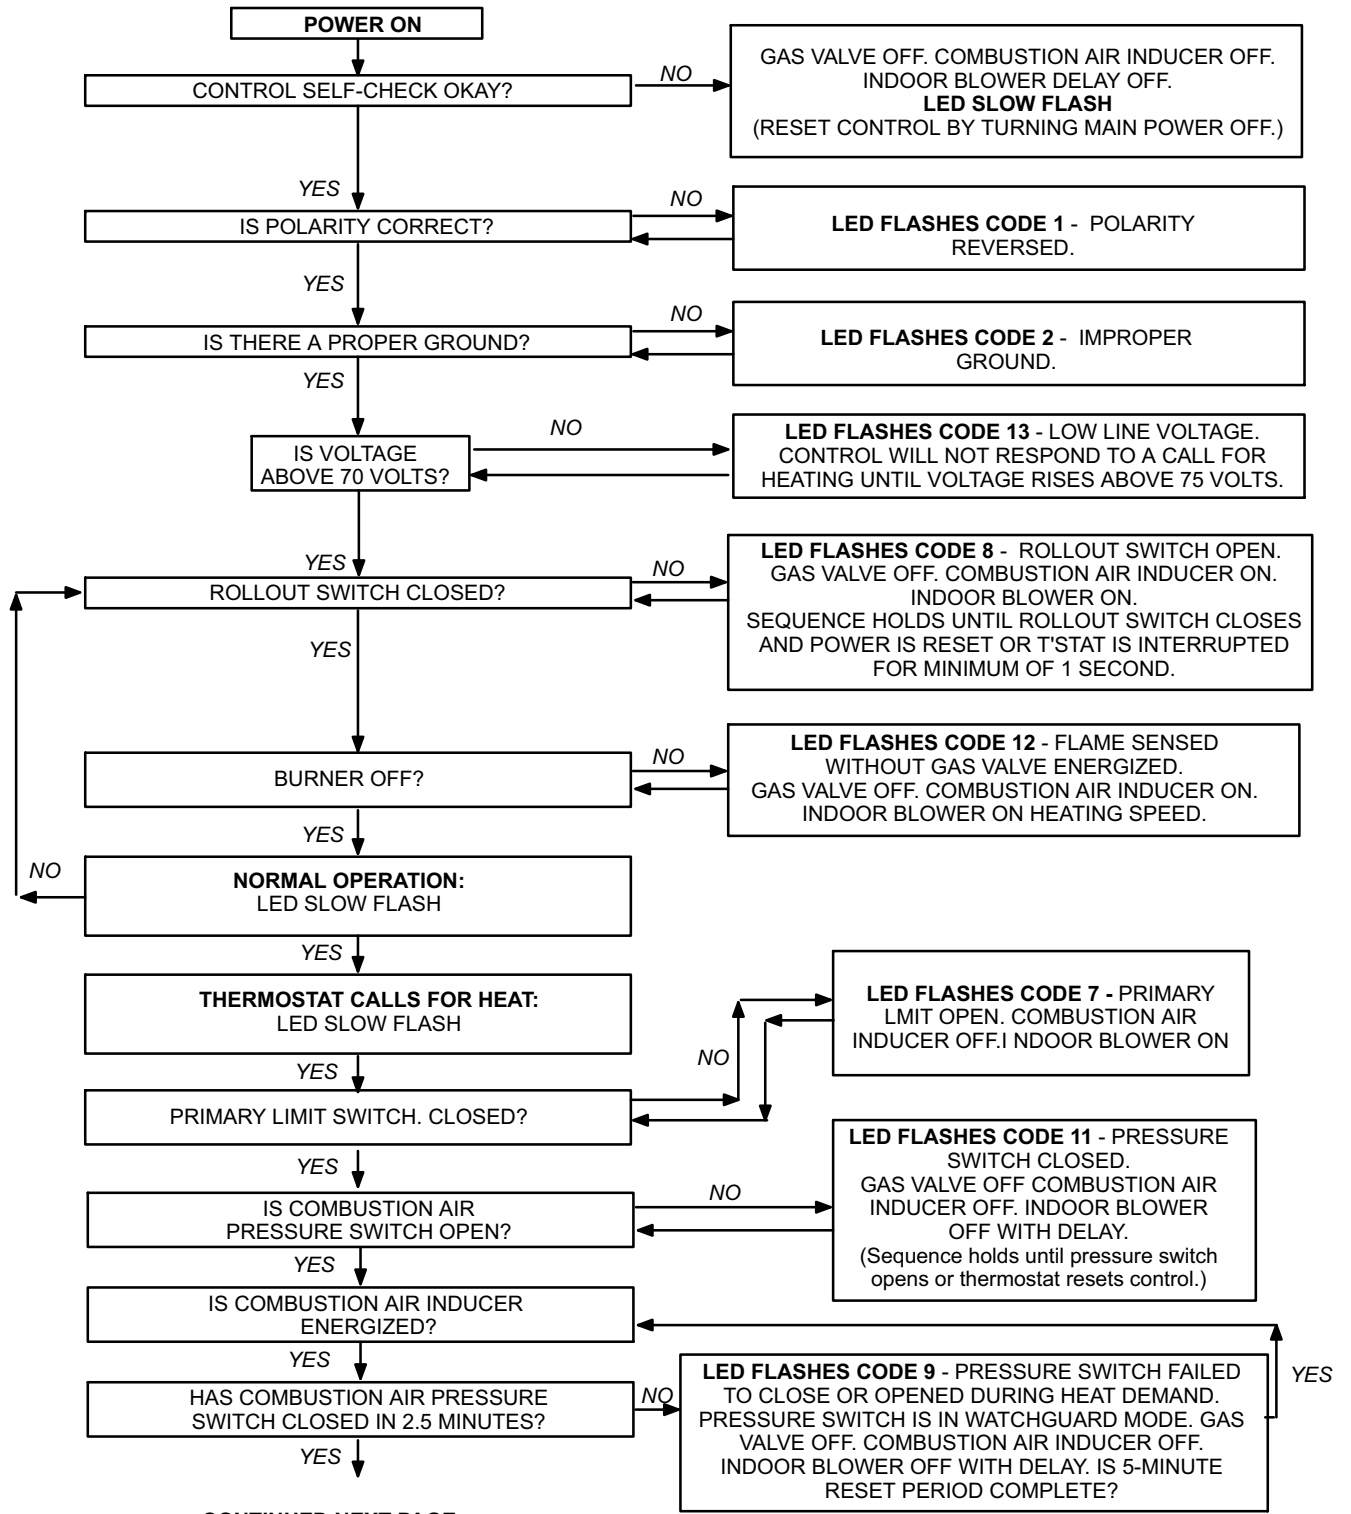 POWER ON
CONTROL SELF-CHECK OKAY?
NO
GAS VALVE OFF. COMBUSTION AIR INDUCER OFF.
INDOOR BLOWER DELAY OFF.
LED SLOW FLASH
(RESET CONTROL BY TURNING MAIN POWER OFF.)
YES
IS POLARITY CORRECT?
NO
LED FLASHES CODE 1 - POLARITY
REVERSED.
YES
IS THERE A PROPER GROUND?
NO
LED FLASHES CODE 2 - IMPROPER
GROUND.
YES
IS VOLTAGE
ABOVE 70 VOLTS?
NO
LED FLASHES CODE 13 - LOW LINE VOLTAGE.
CONTROL WILL NOT RESPOND TO A CALL FOR
HEATING UNTIL VOLTAGE RISES ABOVE 75 VOLTS.
YES
ROLLOUT SWITCH CLOSED?
NO
LED FLASHES CODE 8 - ROLLOUT SWITCH OPEN.
GAS VALVE OFF. COMBUSTION AIR INDUCER ON.
INDOOR BLOWER ON.
SEQUENCE HOLDS UNTIL ROLLOUT SWITCH CLOSES
AND POWER IS RESET OR T'STAT IS INTERRUPTED
FOR MINIMUM OF 1 SECOND.
YES
BURNER OFF?
NO
LED FLASHES CODE 12 - FLAME SENSED
WITHOUT GAS VALVE ENERGIZED.
GAS VALVE OFF. COMBUSTION AIR INDUCER ON.
INDOOR BLOWER ON HEATING SPEED.
YES
NO
NORMAL OPERATION:
LED SLOW FLASH
YES
THERMOSTAT CALLS FOR HEAT:
LED SLOW FLASH
YES
PRIMARY LIMIT SWITCH. CLOSED?
NO
LED FLASHES CODE 7 - PRIMARY
LMIT OPEN. COMBUSTION AIR
INDUCER OFF.I NDOOR BLOWER ON
YES
IS COMBUSTION AIR
PRESSURE SWITCH OPEN?
NO
LED FLASHES CODE 11 - PRESSURE
SWITCH CLOSED.
GAS VALVE OFF COMBUSTION AIR
INDUCER OFF. INDOOR BLOWER
OFF WITH DELAY.
(Sequence holds until pressure switch
opens or thermostat resets control.)
YES
IS COMBUSTION AIR INDUCER
ENERGIZED?
YES
HAS COMBUSTION AIR PRESSURE
SWITCH CLOSED IN 2.5 MINUTES?
NO
LED FLASHES CODE 9 - PRESSURE SWITCH FAILED
TO CLOSE OR OPENED DURING HEAT DEMAND.
PRESSURE SWITCH IS IN WATCHGUARD MODE. GAS
VALVE OFF. COMBUSTION AIR INDUCER OFF.
INDOOR BLOWER OFF WITH DELAY. IS 5-MINUTE
RESET PERIOD COMPLETE?
YES
YES
CONTINUED NEXT PAGE